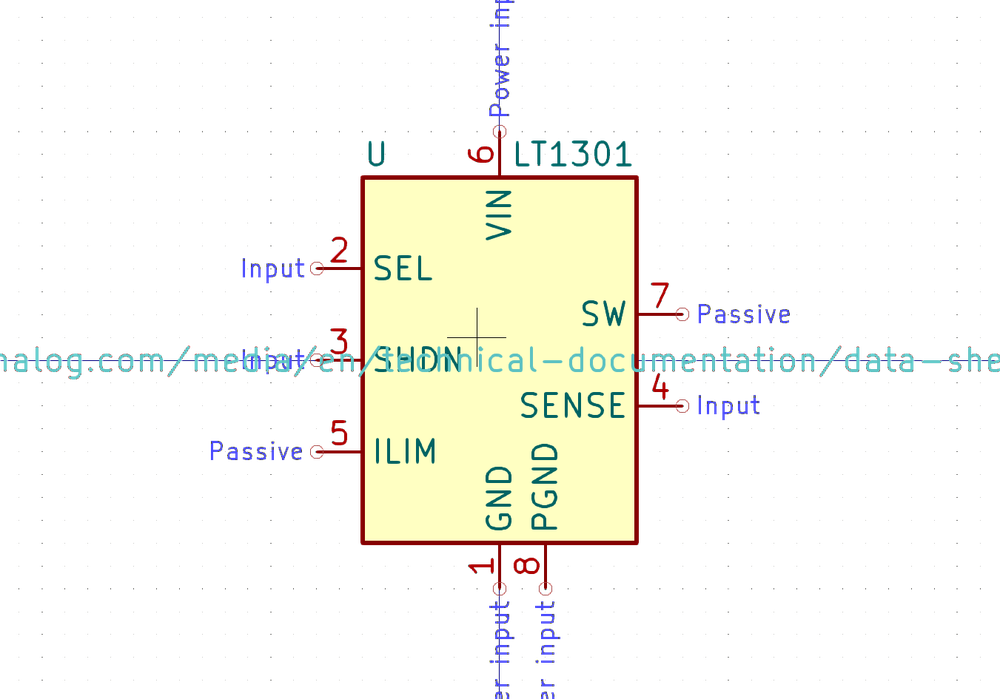 Power inp
U
6
LT1301
VIN
2
Input
SEL
7
SW
Passive
3
Input
SHDN
nalog.com/media/en/technical-documentation/data-she
4
SENSE
Input
5
Passive
ILIM
GND
PGND
1
8
er input
er input